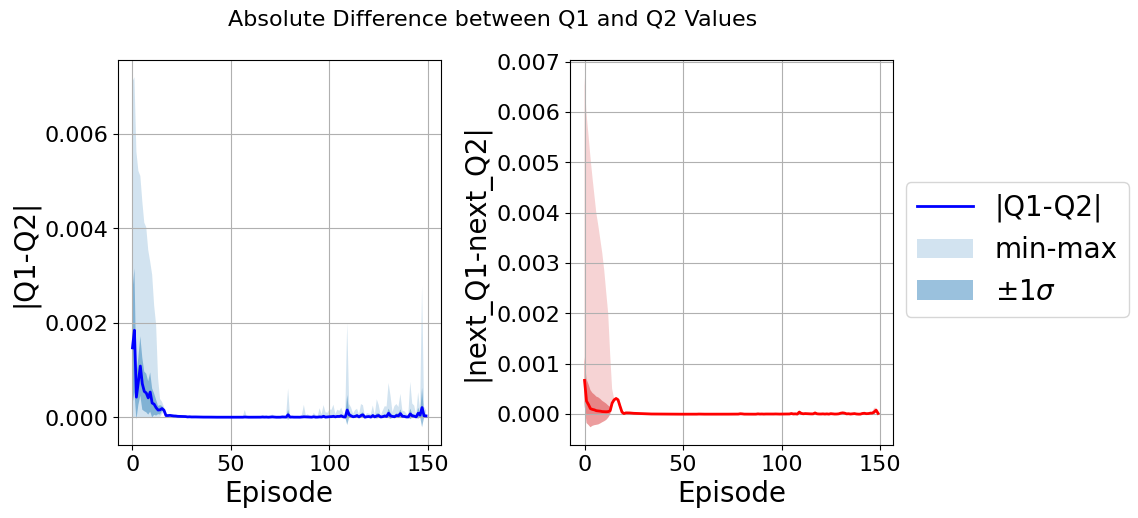 Absolute Difference between Q1 and Q2 Values
|Q1-Q2|
0.006
0.004
0.002
0.000
0
50
100
150
Episode
|next_Q1-next_Q2|
0.007
0.006
0.005
0.004
0.003
0.002
0.001
0.000
0
50
100
150
Episode
|Q1-Q2|
min-max
±1σ